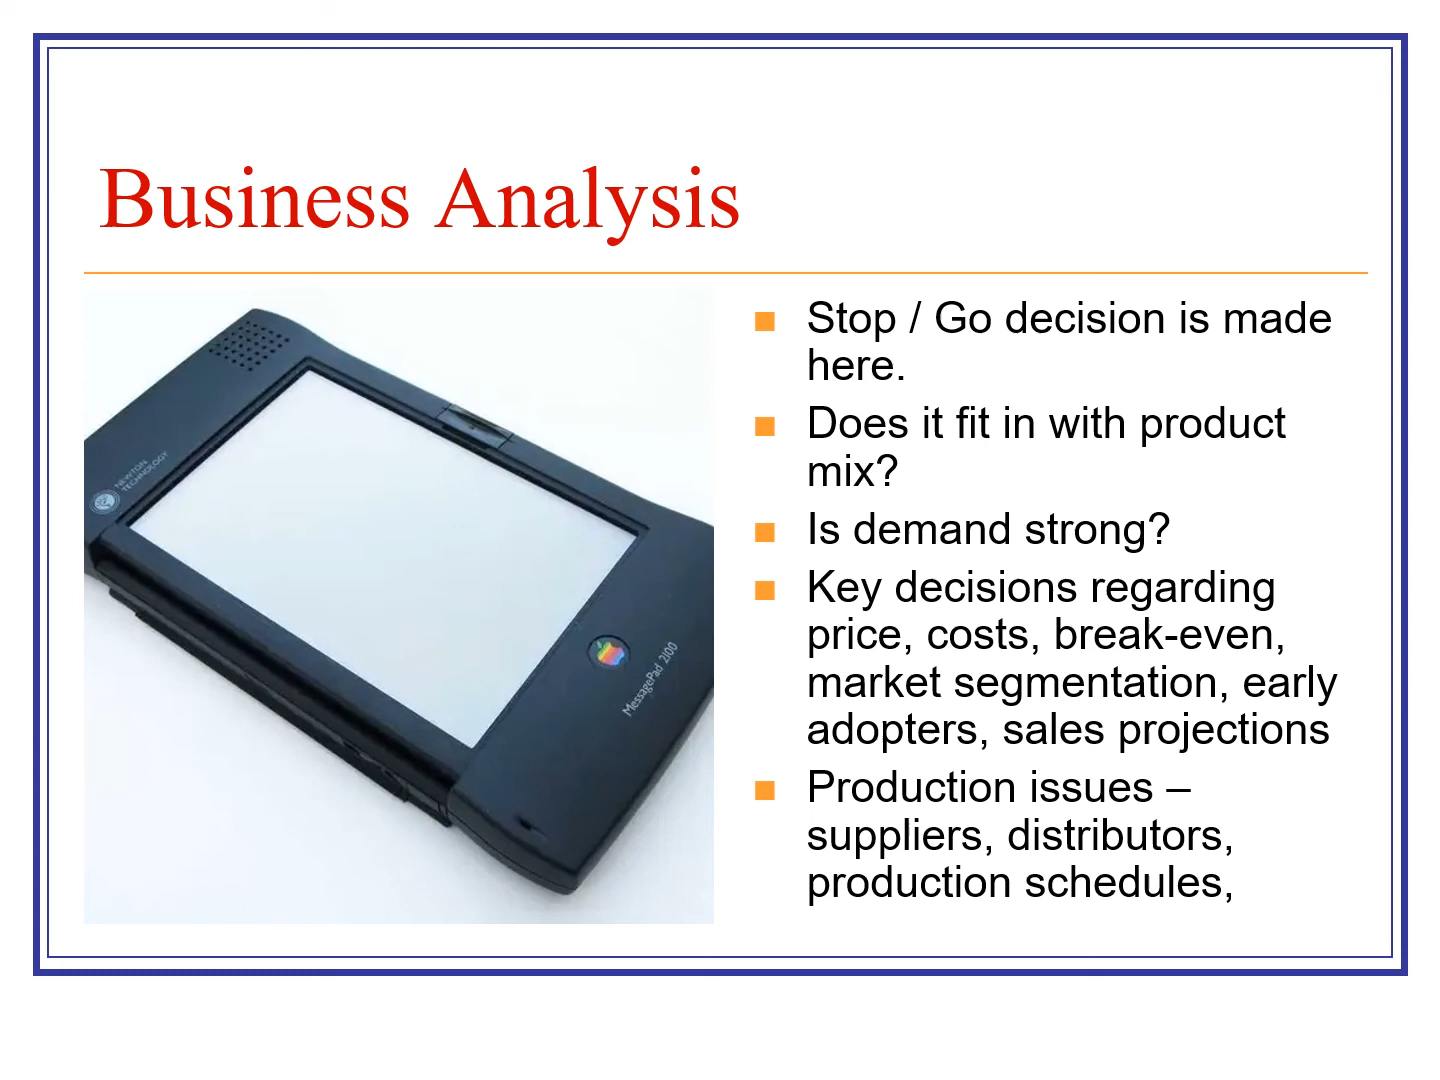 Business Analysis
Stop / Go decision is made
here.
Does it fit in with product
mix?
Is demand strong?
Key decisions regarding
price, costs, break-even,
market segmentation, early
adopters, sales projections
Production issues –
suppliers, distributors,
production schedules,
NEWTON
TECHNOLOGY
MessagePad 2100